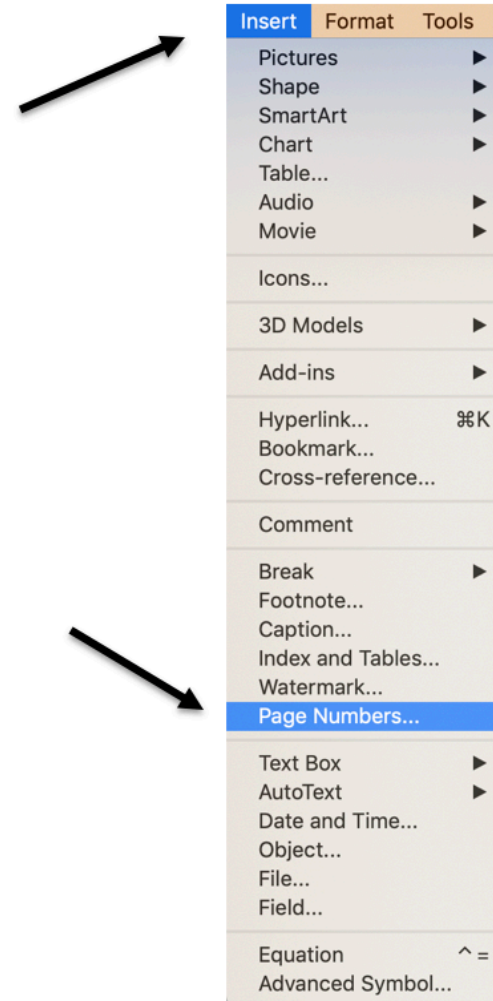 Insert Format Tools
Pictures ▶
Shape ▶
SmartArt ▶
Chart ▶
Table...
Audio ▶
Movie ▶
Icons...
3D Models ▶
Add-ins ▶
Hyperlink... ⌘K
Bookmark...
Cross-reference...
Comment
Break ▶
Footnote...
Caption...
Index and Tables...
Watermark...
Page Numbers...
Text Box ▶
AutoText ▶
Date and Time...
Object...
File...
Field...
Equation ^ =
Advanced Symbol...